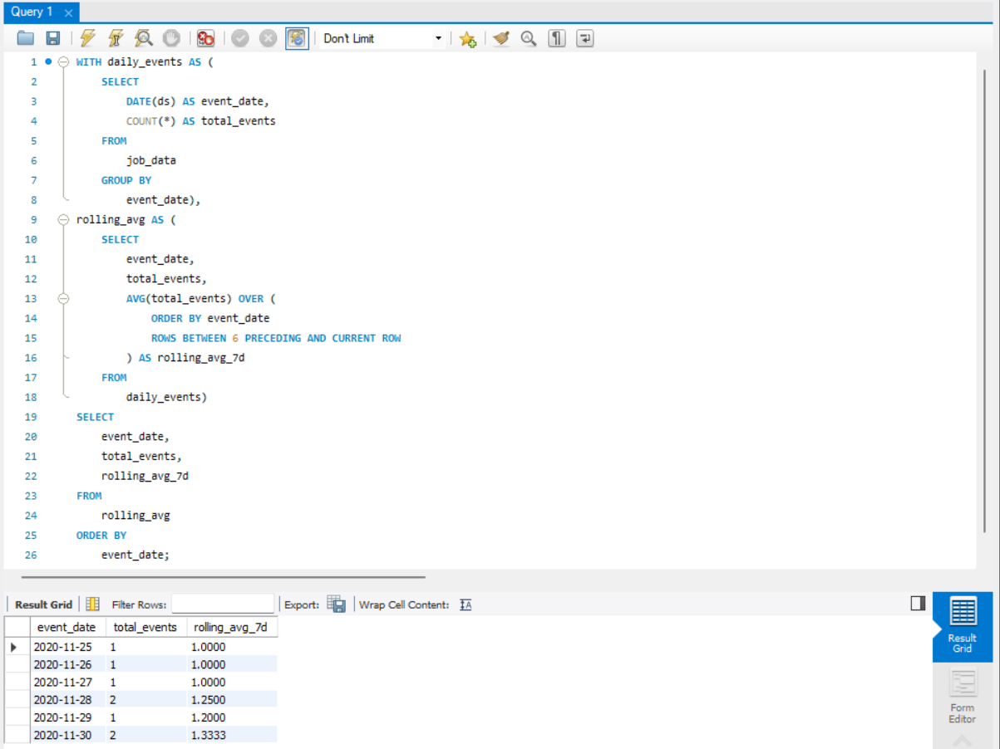 Query 1
Don't Limit
1 WITH daily_events AS (
2 SELECT
3 DATE(ds) AS event_date,
4 COUNT(*) AS total_events
5 FROM
6 job_data
7 GROUP BY
8 event_date),
9 rolling_avg AS (
10 SELECT
11 event_date,
12 total_events,
13 AVG(total_events) OVER (
14 ORDER BY event_date
15 ROWS BETWEEN 6 PRECEDING AND CURRENT ROW
16 ) AS rolling_avg_7d
17 FROM
18 daily_events)
19 SELECT
20 event_date,
21 total_events,
22 rolling_avg_7d
23 FROM
24 rolling_avg
25 ORDER BY
26 event_date;
Result Grid Filter Rows: Export: Wrap Cell Content: IA
event_date total_events rolling_avg_7d
2020-11-25 1 1.0000
2020-11-26 1 1.0000
2020-11-27 1 1.0000
2020-11-28 2 1.2500
2020-11-29 1 1.2000
2020-11-30 2 1.3333
Result
Grid
Form
Editor